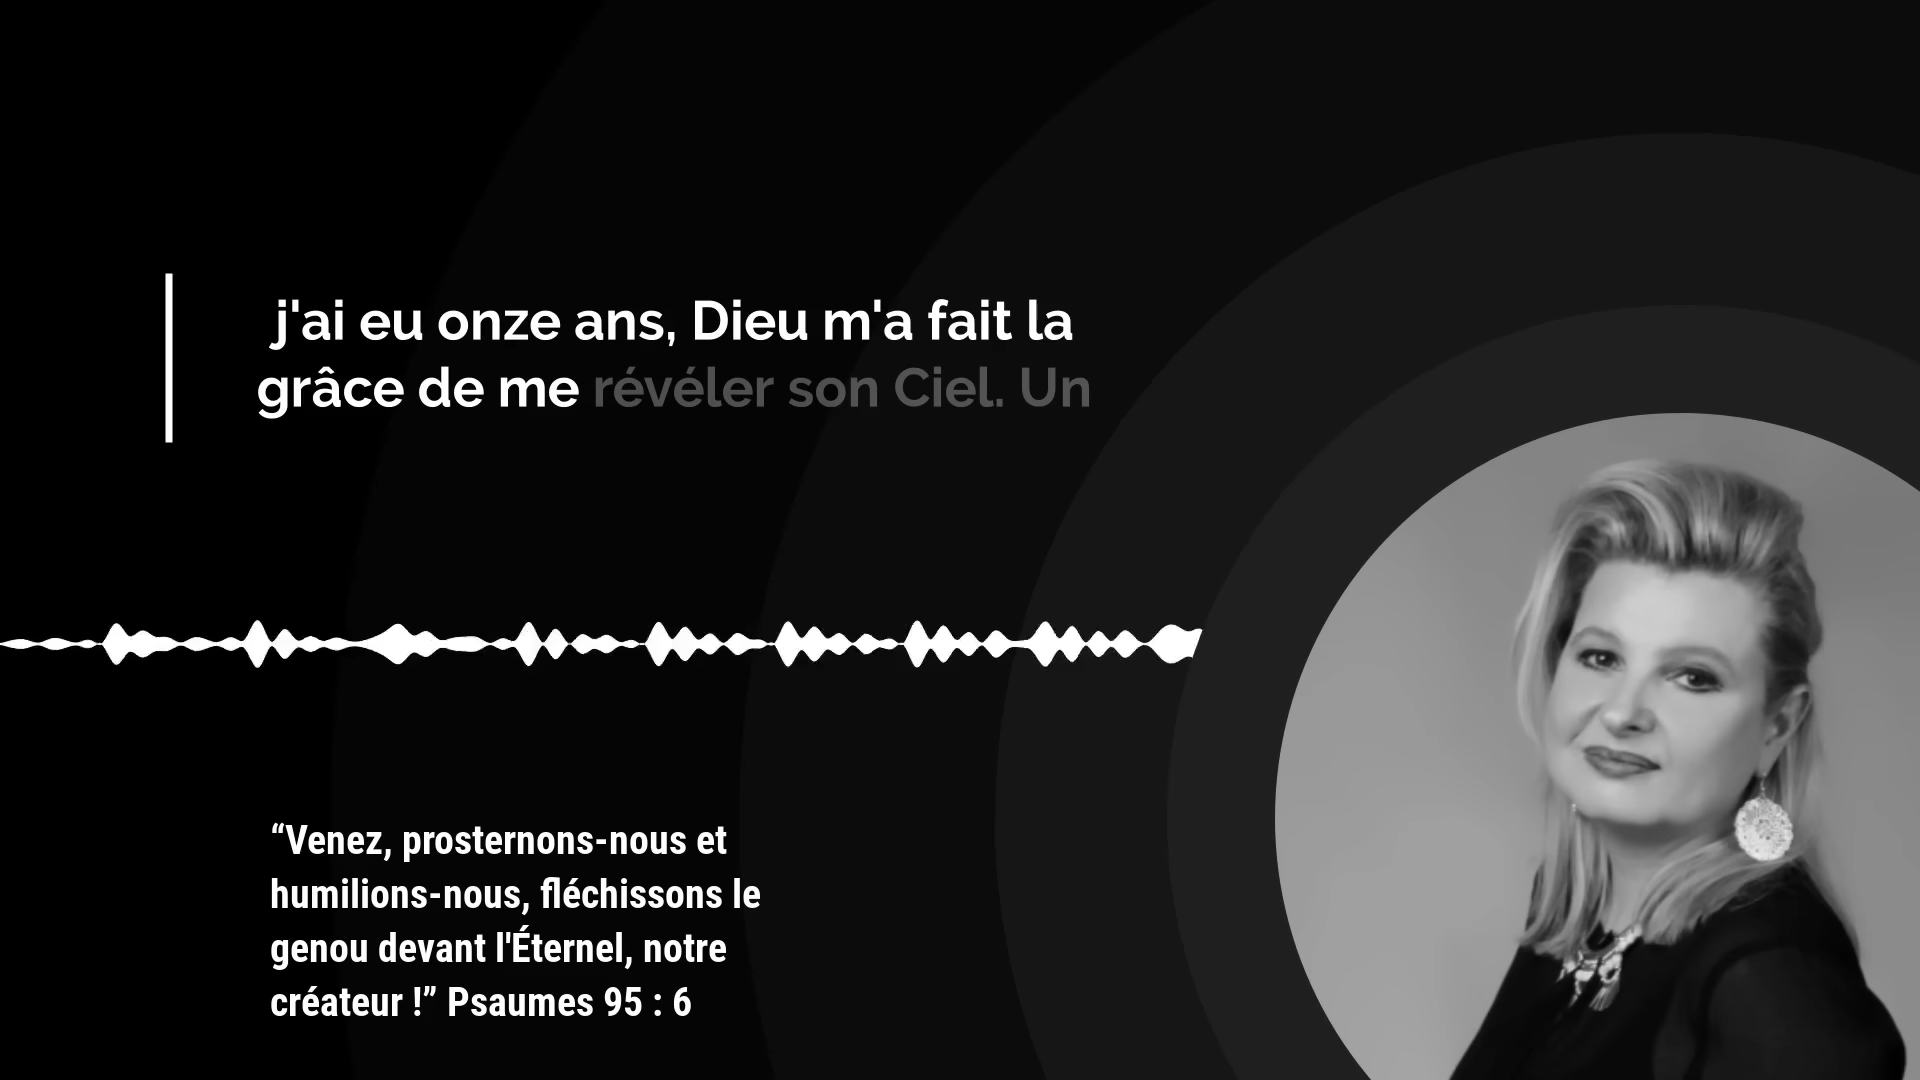 j'ai eu onze ans, Dieu m'a fait la
grâce de me révéler son Ciel. Un
“Venez, prosternons-nous et
humilions-nous, fléchissons le
genou devant l'Éternel, notre
créateur !” Psaumes 95 : 6